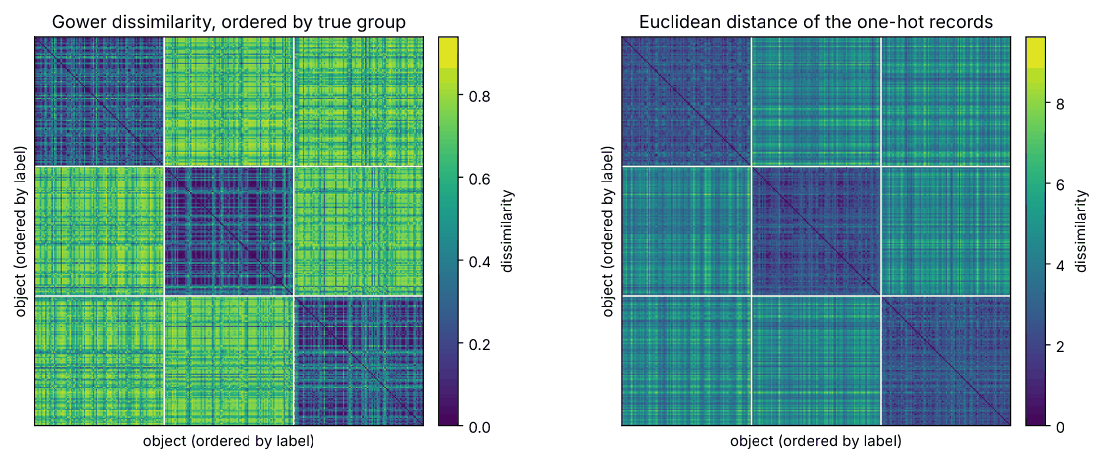 Gower dissimilarity, ordered by true group
object (ordered by label)
object (ordered by label)
0.8
0.6
0.4
0.2
0.0
dissimilarity
Euclidean distance of the one-hot records
object (ordered by label)
object (ordered by label)
8
6
4
2
0
dissimilarity